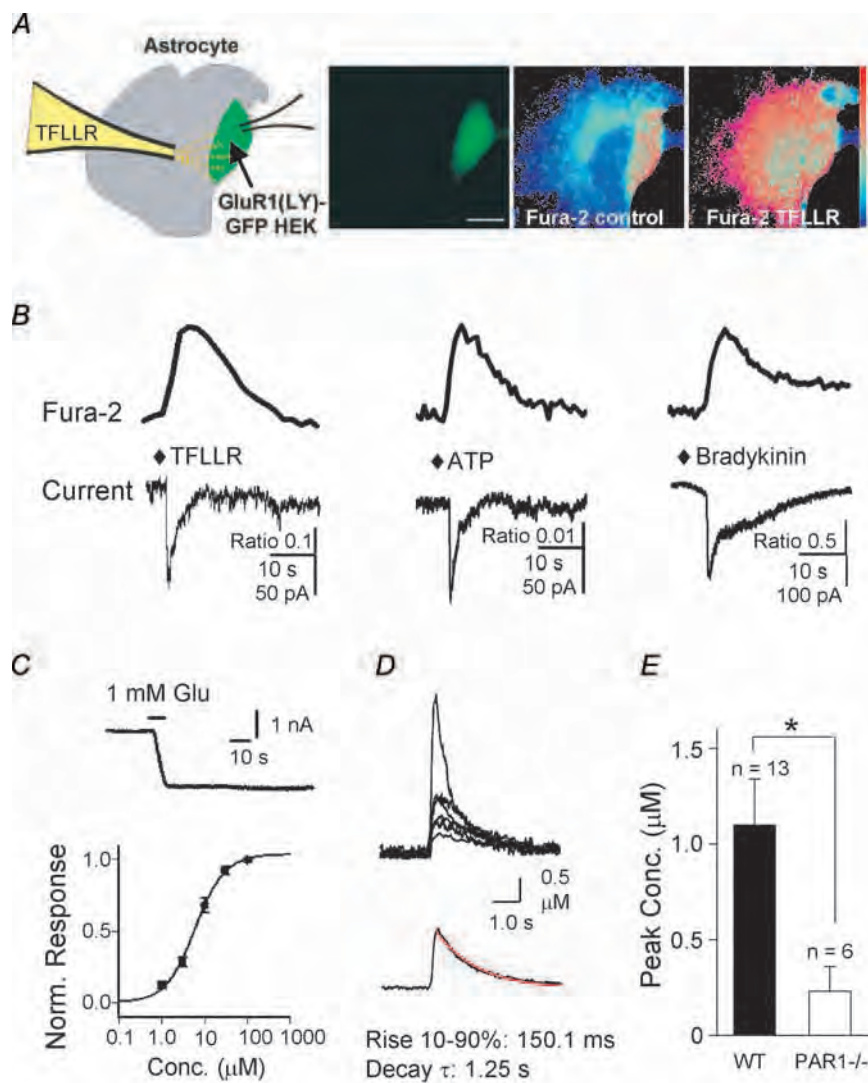 A
Astrocyte
TFLLR
GluR1(LY)-
GFP HEK
Fura-2 control
Fura-2 TFLLR
B
Fura-2
♦ TFLLR
♦ ATP
♦ Bradykinin
Current
Ratio 0.1
10 s
50 pA
Ratio 0.01
10 s
50 pA
Ratio 0.5
10 s
100 pA
C
1 mM Glu
1 nA
10 s
Norm. Response
1.0
0.5
0.0
0.1 1.0 10 100 1000
Conc. (μM)
D
0.5
μM
1.0 s
Rise 10-90%: 150.1 ms
Decay τ: 1.25 s
E
Peak Conc. (μM)
1.5
1.0
0.5
0
*
n = 13
n = 6
WT PAR1-/-